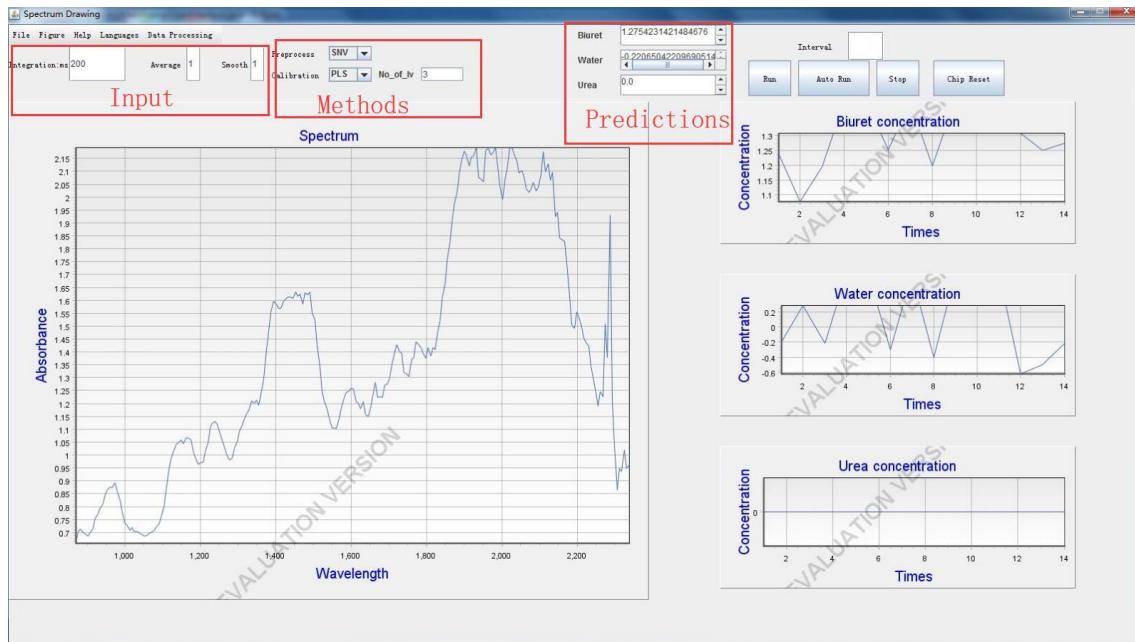 Spectrum Drawing
File Figure Help Languages Data Processing
Integration:ms 200 Average 1 Smooth 1
Input
Preprocess SNV
Calibration PLS No_of_lv 3
Methods
Biuret 1.2754231421484676
Water -0.2206504220969051
Urea 0.0
Predictions
Interval
Run Auto Run Stop Chip Reset
Spectrum
2.15
2.1
2.05
2
1.95
1.9
1.85
1.8
1.75
1.7
1.65
1.6
1.55
1.5
1.45
1.4
1.35
1.3
1.25
1.2
1.15
1.1
1.05
1
0.95
0.9
0.85
0.8
0.75
0.7
Absorbance
1,000 1,200 1,400 1,600 1,800 2,000 2,200
Wavelength
EVALUATION VERSION
Biuret concentration
1.3
1.25
1.2
1.15
1.1
Concentration
2 4 6 8 10 12 14
Times
EVALUATION VERSION
Water concentration
0.2
0
-0.2
-0.4
-0.6
Concentration
2 4 6 8 10 12 14
Times
EVALUATION VERSION
Urea concentration
0
Concentration
2 4 6 8 10 12 14
Times
EVALUATION VERSION